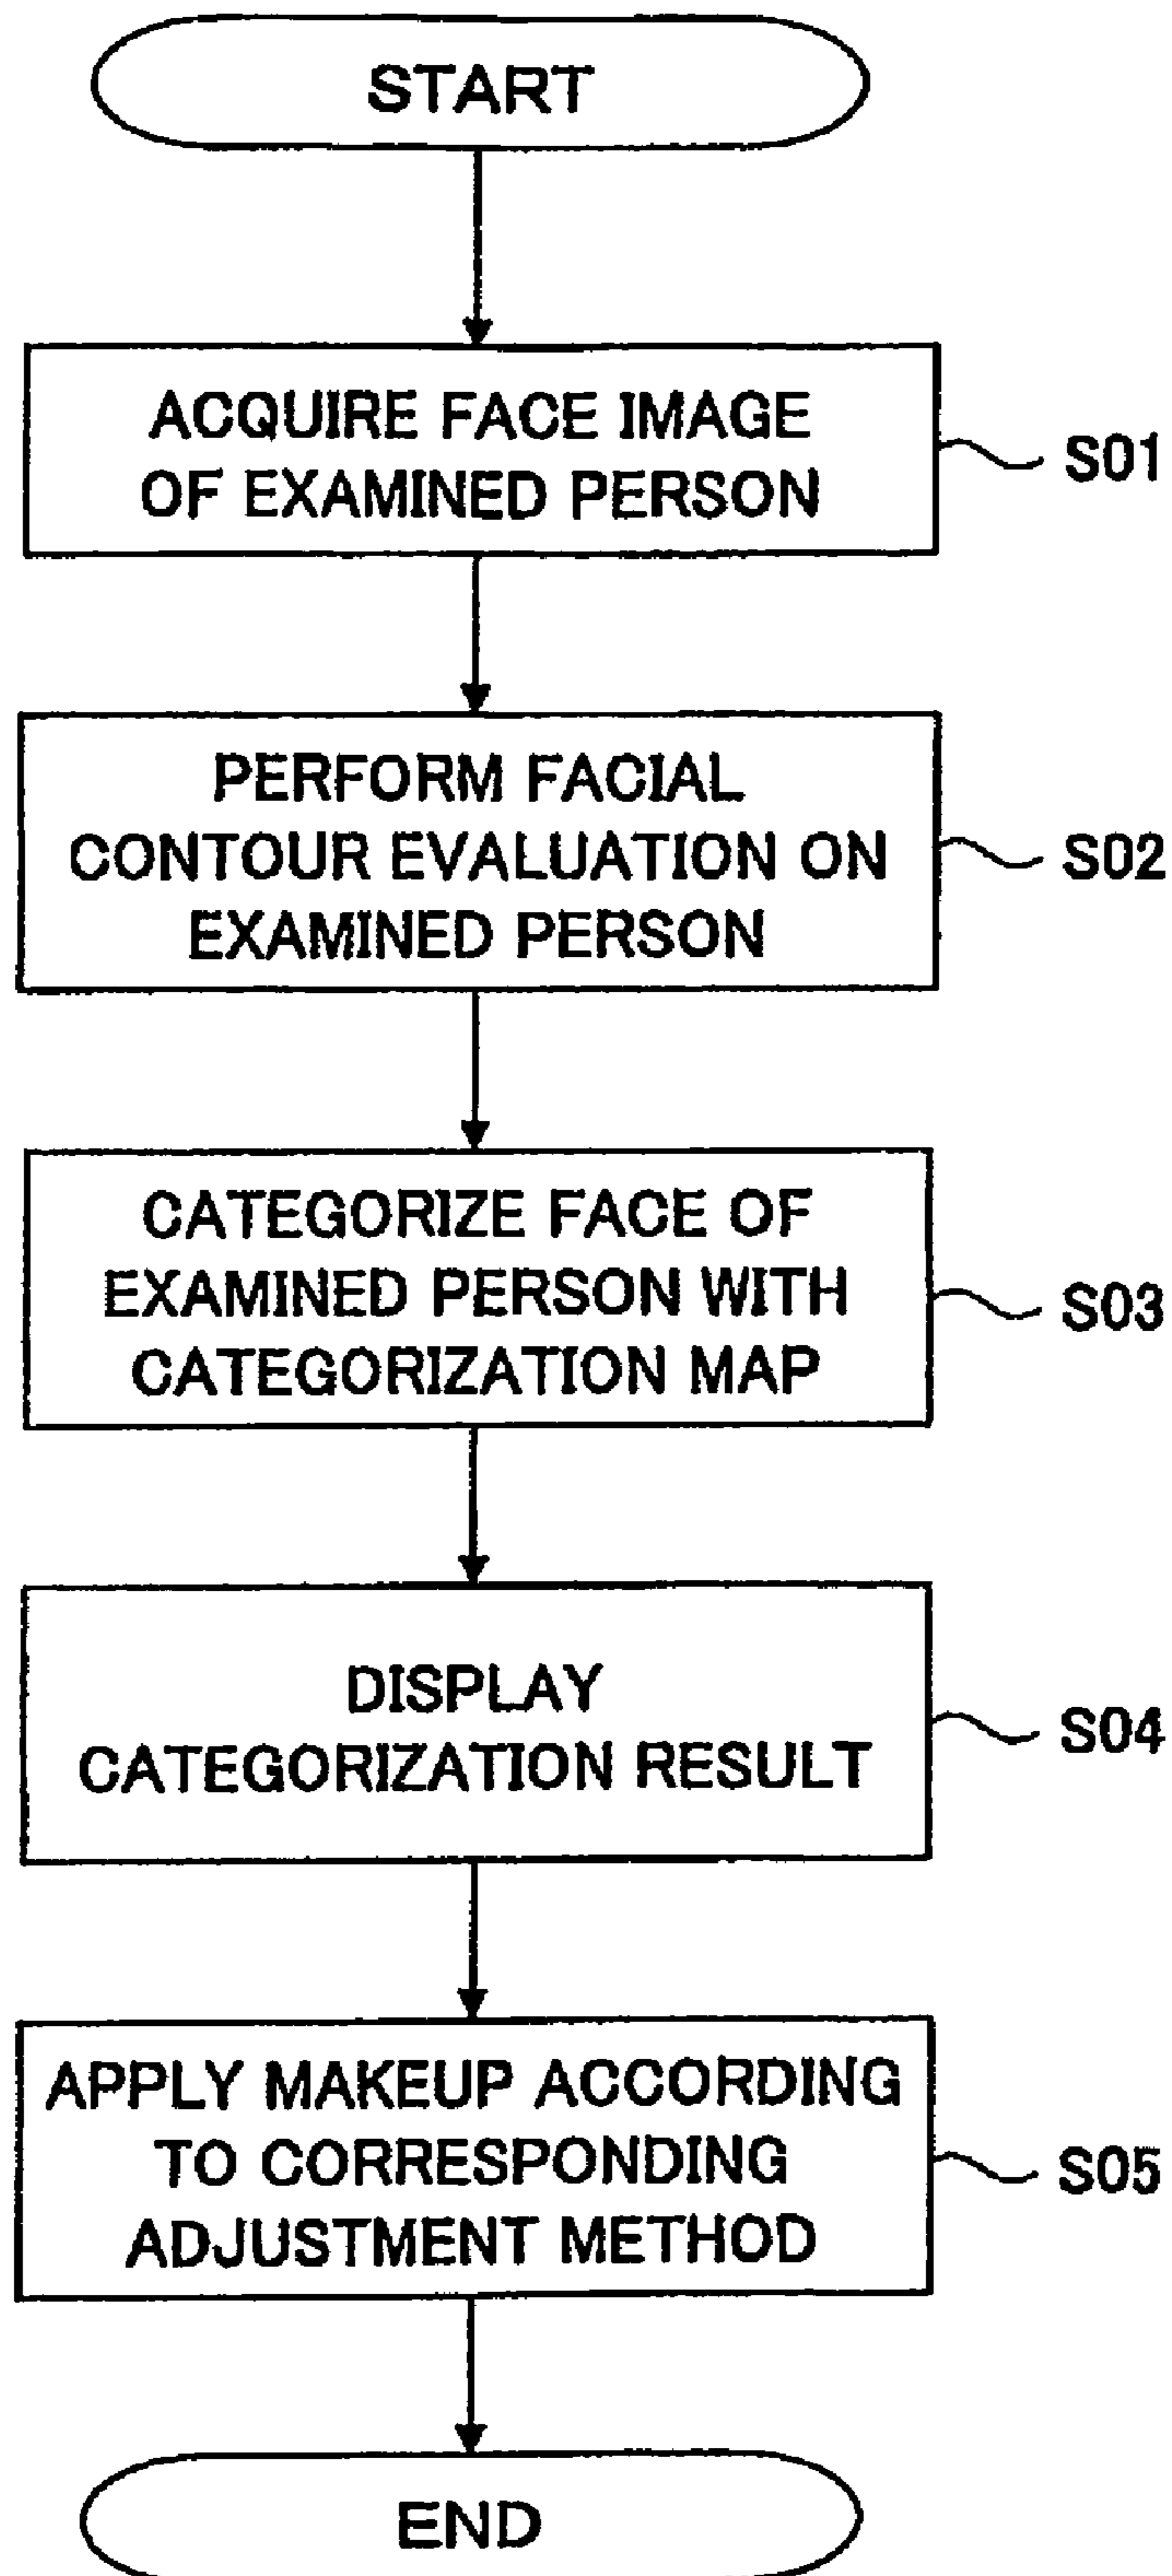 START
ACQUIRE FACE IMAGE
OF EXAMINED PERSON
S01
PERFORM FACIAL
CONTOUR EVALUATION ON
EXAMINED PERSON
S02
CATEGORIZE FACE OF
EXAMINED PERSON WITH
CATEGORIZATION MAP
S03
DISPLAY
CATEGORIZATION RESULT
S04
APPLY MAKEUP ACCORDING
TO CORRESPONDING
ADJUSTMENT METHOD
S05
END